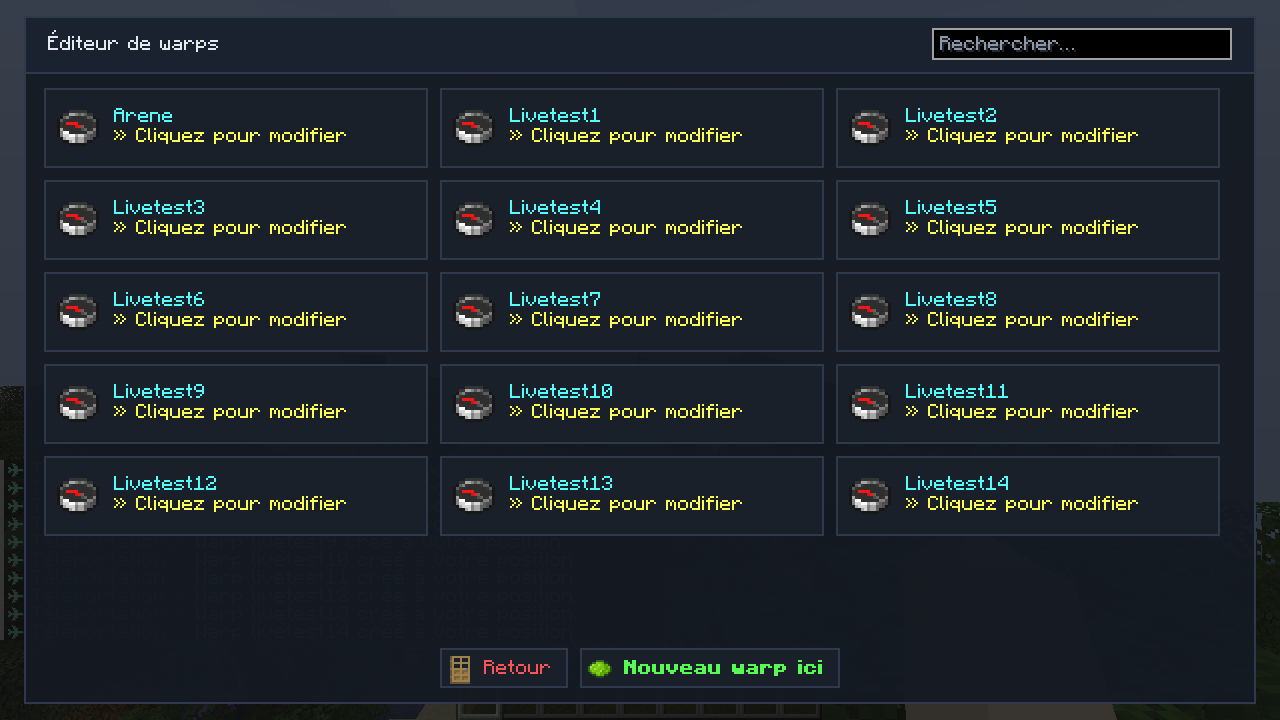 Éditeur de warps
Rechercher...
Arene
» Cliquez pour modifier
Livetest1
» Cliquez pour modifier
Livetest2
» Cliquez pour modifier
Livetest3
» Cliquez pour modifier
Livetest4
» Cliquez pour modifier
Livetest5
» Cliquez pour modifier
Livetest6
» Cliquez pour modifier
Livetest7
» Cliquez pour modifier
Livetest8
» Cliquez pour modifier
Livetest9
» Cliquez pour modifier
Livetest10
» Cliquez pour modifier
Livetest11
» Cliquez pour modifier
Livetest12
» Cliquez pour modifier
Livetest13
» Cliquez pour modifier
Livetest14
» Cliquez pour modifier
Retour
Nouveau warp ici